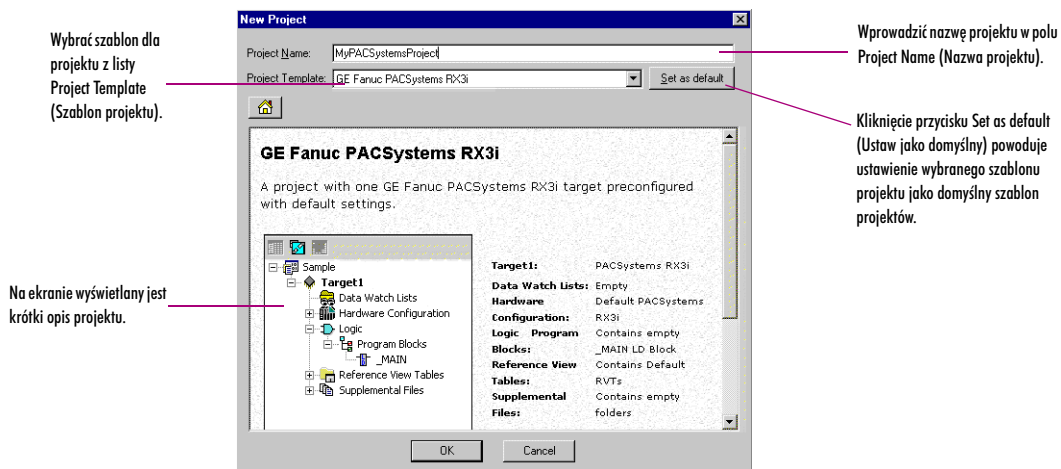 New Project
Wybrać szablon dla
projektu z listy
Project Template
(Szablon projektu).
Project Name:
MyPACSystemsProject
Project Template:
GE Fanuc PACSystems RX3i
Set as default
Wprowadzić nazwę projektu w polu
Project Name (Nazwa projektu).
Kliknięcie przycisku Set as default
(Ustaw jako domyślny) powoduje
ustawienie wybranego szablonu
projektu jako domyślny szablon
projektów.
GE Fanuc PACSystems RX3i
A project with one GE Fanuc PACSystems RX3i target preconfigured
with default settings.
Na ekranie wyświetlany jest
krótki opis projektu.
Sample
Target1
Data Watch Lists
Hardware Configuration
Logic
Program Blocks
_MAIN
Reference View Tables
Supplemental Files
Target1: PACSystems RX3i
Data Watch Lists: Empty
Hardware Default PACSystems
Configuration: RX3i
Logic Program Contains empty
Blocks: _MAIN LD Block
Reference View Contains Default
Tables: RVTs
Supplemental Contains empty
Files: folders
OK
Cancel